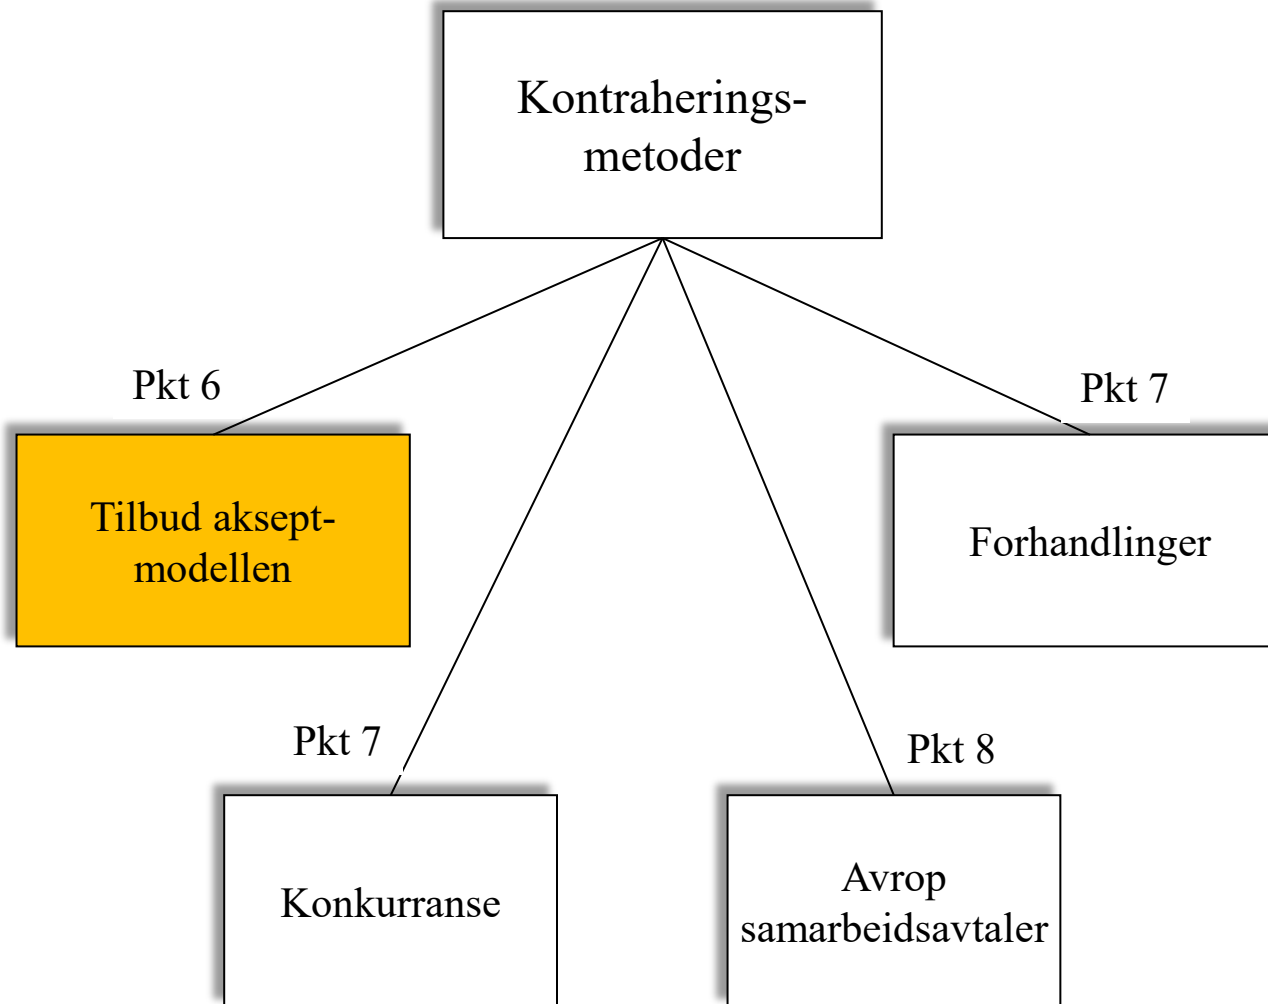 Kontraherings-
metoder
Pkt 6
Pkt 7
Tilbud aksept-
modellen
Forhandlinger
Pkt 7
Pkt 8
Konkurranse
Avrop
samarbeidsavtaler